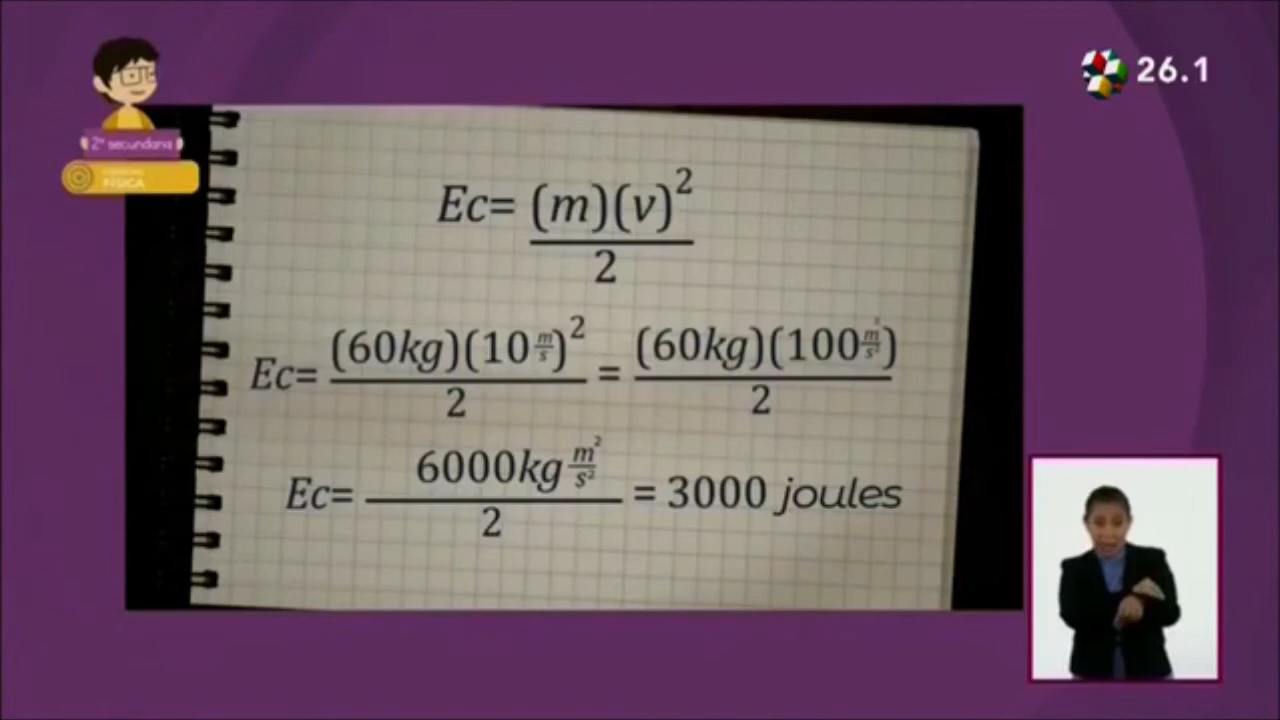 26.1
2º secundaria
FÍSICA
Ec= (m)(v)²
2
Ec= (60kg)(10 m/s)² = (60kg)(100 m²/s²)
2 2
Ec= 6000kg m²/s² = 3000 joules
2